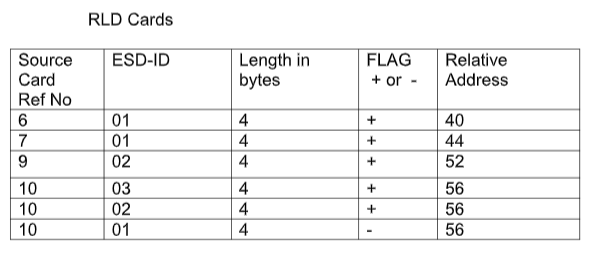 RLD Cards
Source Card Ref No | ESD-ID | Length in bytes | FLAG + or - | Relative Address
6 | 01 | 4 | + | 40
7 | 01 | 4 | + | 44
9 | 02 | 4 | + | 52
10 | 03 | 4 | + | 56
10 | 02 | 4 | + | 56
10 | 01 | 4 | - | 56